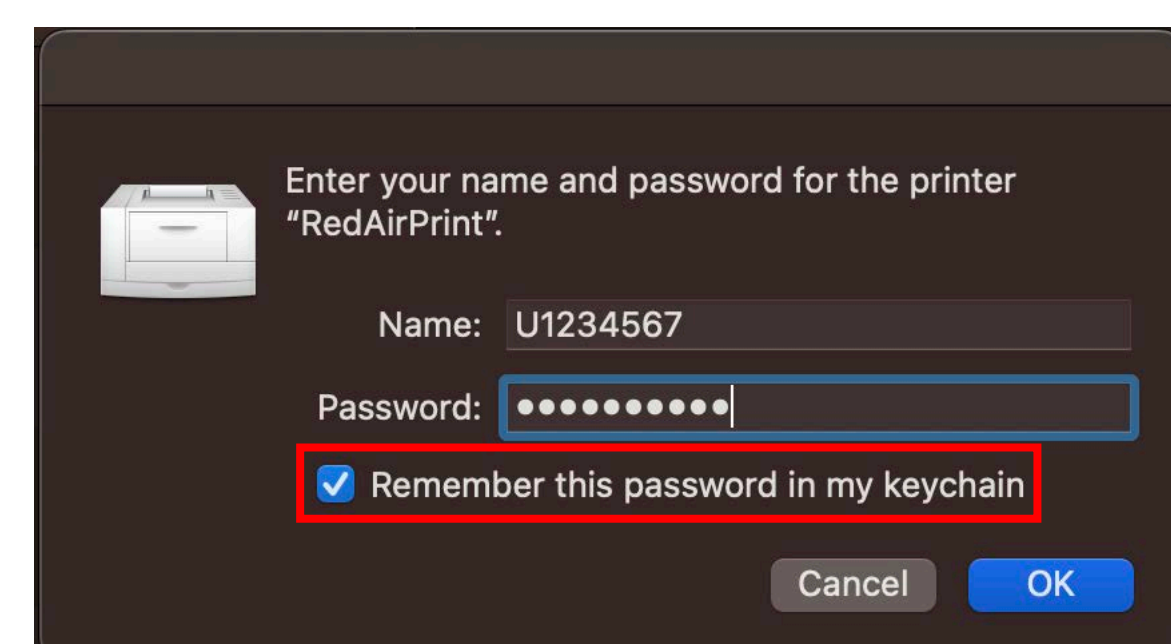 Enter your name and password for the printer
“RedAirPrint”.
Name: U1234567
Password: ●●●●●●●●●●
Remember this password in my keychain
Cancel OK